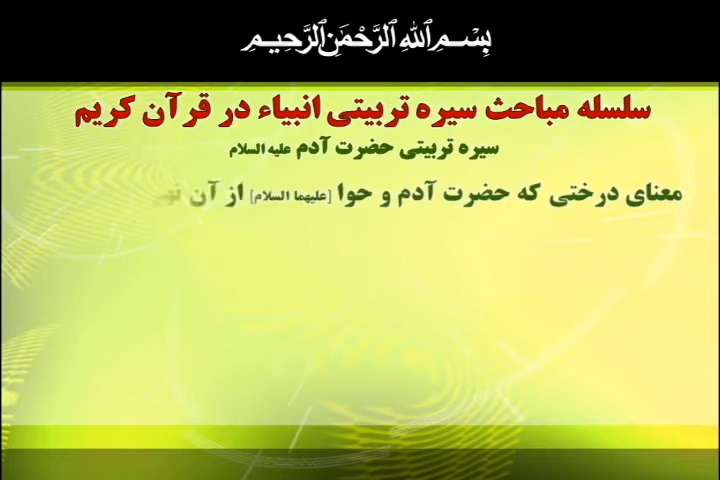 بِسْمِ ٱللَّهِ ٱلرَّحْمَٰنِ ٱلرَّحِيمِ
سلسله مباحث سیره تربیتی انبیاء در قرآن کریم
سیره تربیتی حضرت آدم علیه السلام
معنای درختی که حضرت آدم و حوا [علیهما السلام] از آن